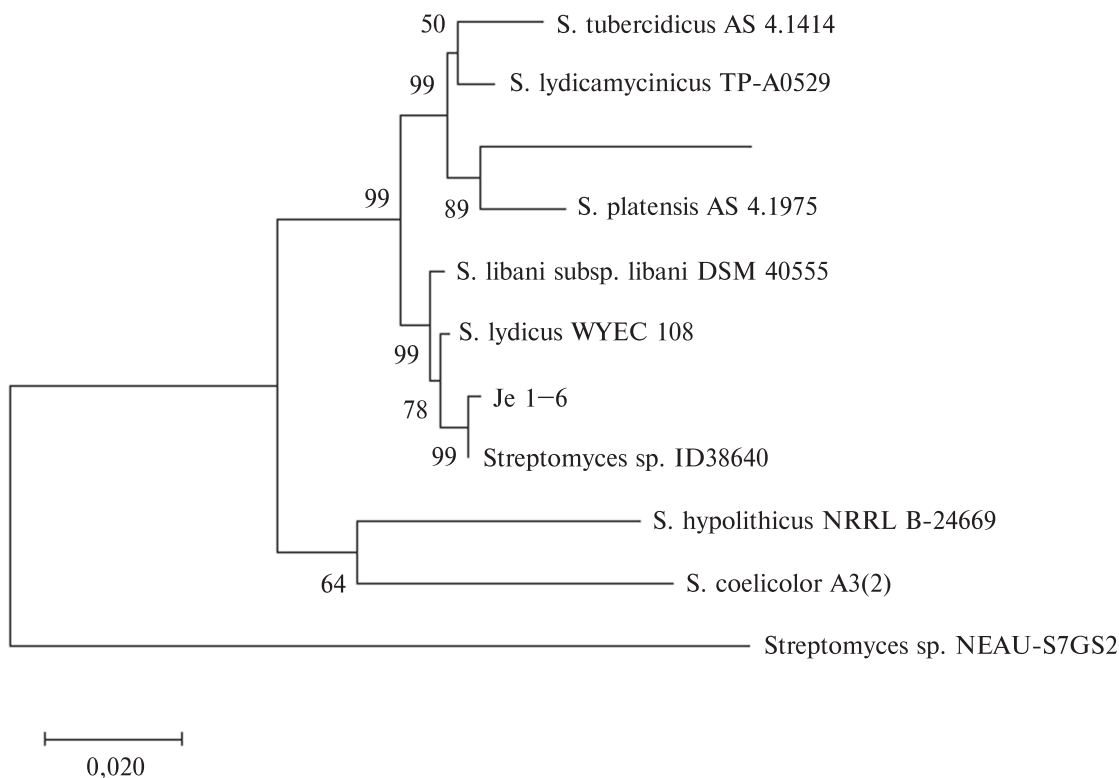 50
S. tubercidicus AS 4.1414
99
S. lydicamycinicus TP-A0529
99
89
S. platensis AS 4.1975
S. libani subsp. libani DSM 40555
S. lydicus WYEC 108
99
Je 1−6
78
99
Streptomyces sp. ID38640
S. hypolithicus NRRL B-24669
64
S. coelicolor A3(2)
Streptomyces sp. NEAU-S7GS2
0,020